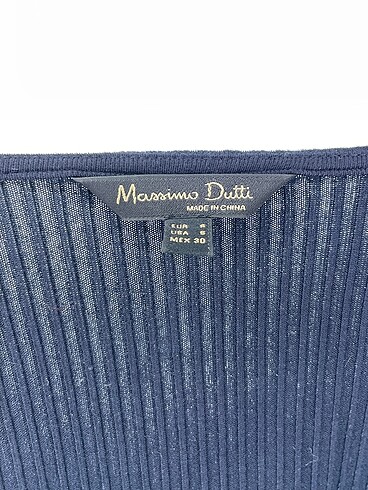 Massimo Dutti
MADE IN CHINA
EUR S
USA S
MEX 30